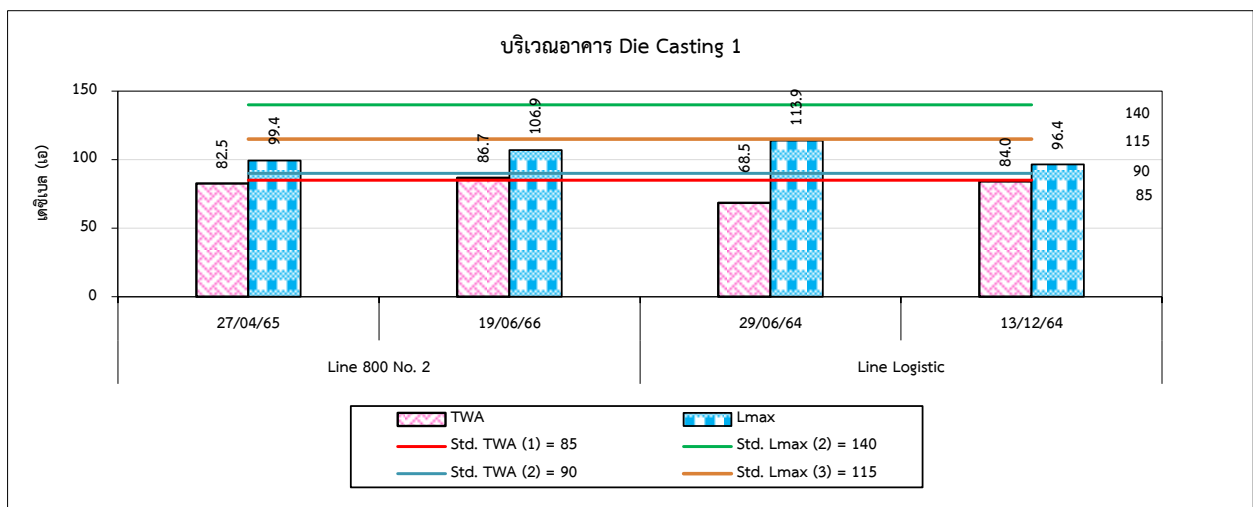 บริเวณอาคาร Die Casting 1
เดซิเบล (เอ)
150
100
50
0
82.5
99.4
86.7
106.9
68.5
113.9
84.0
96.4
140
115
90
85
27/04/65
19/06/66
29/06/64
13/12/64
Line 800 No. 2
Line Logistic
TWA
Lmax
Std. TWA (1) = 85
Std. Lmax (2) = 140
Std. TWA (2) = 90
Std. Lmax (3) = 115